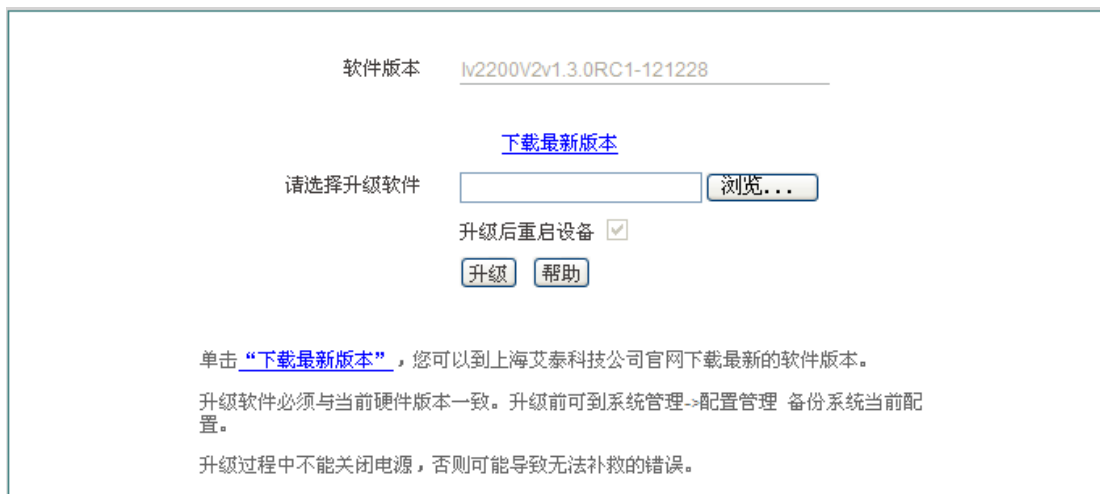 软件版本 lv2200V2v1.3.0RC1-121228
下载最新版本
请选择升级软件 浏览...
升级后重启设备
升级 帮助
单击“下载最新版本”，您可以到上海艾泰科技公司官网下载最新的软件版本。
升级软件必须与当前硬件版本一致。升级前可到系统管理->配置管理 备份系统当前配
置。
升级过程中不能关闭电源，否则可能导致无法补救的错误。